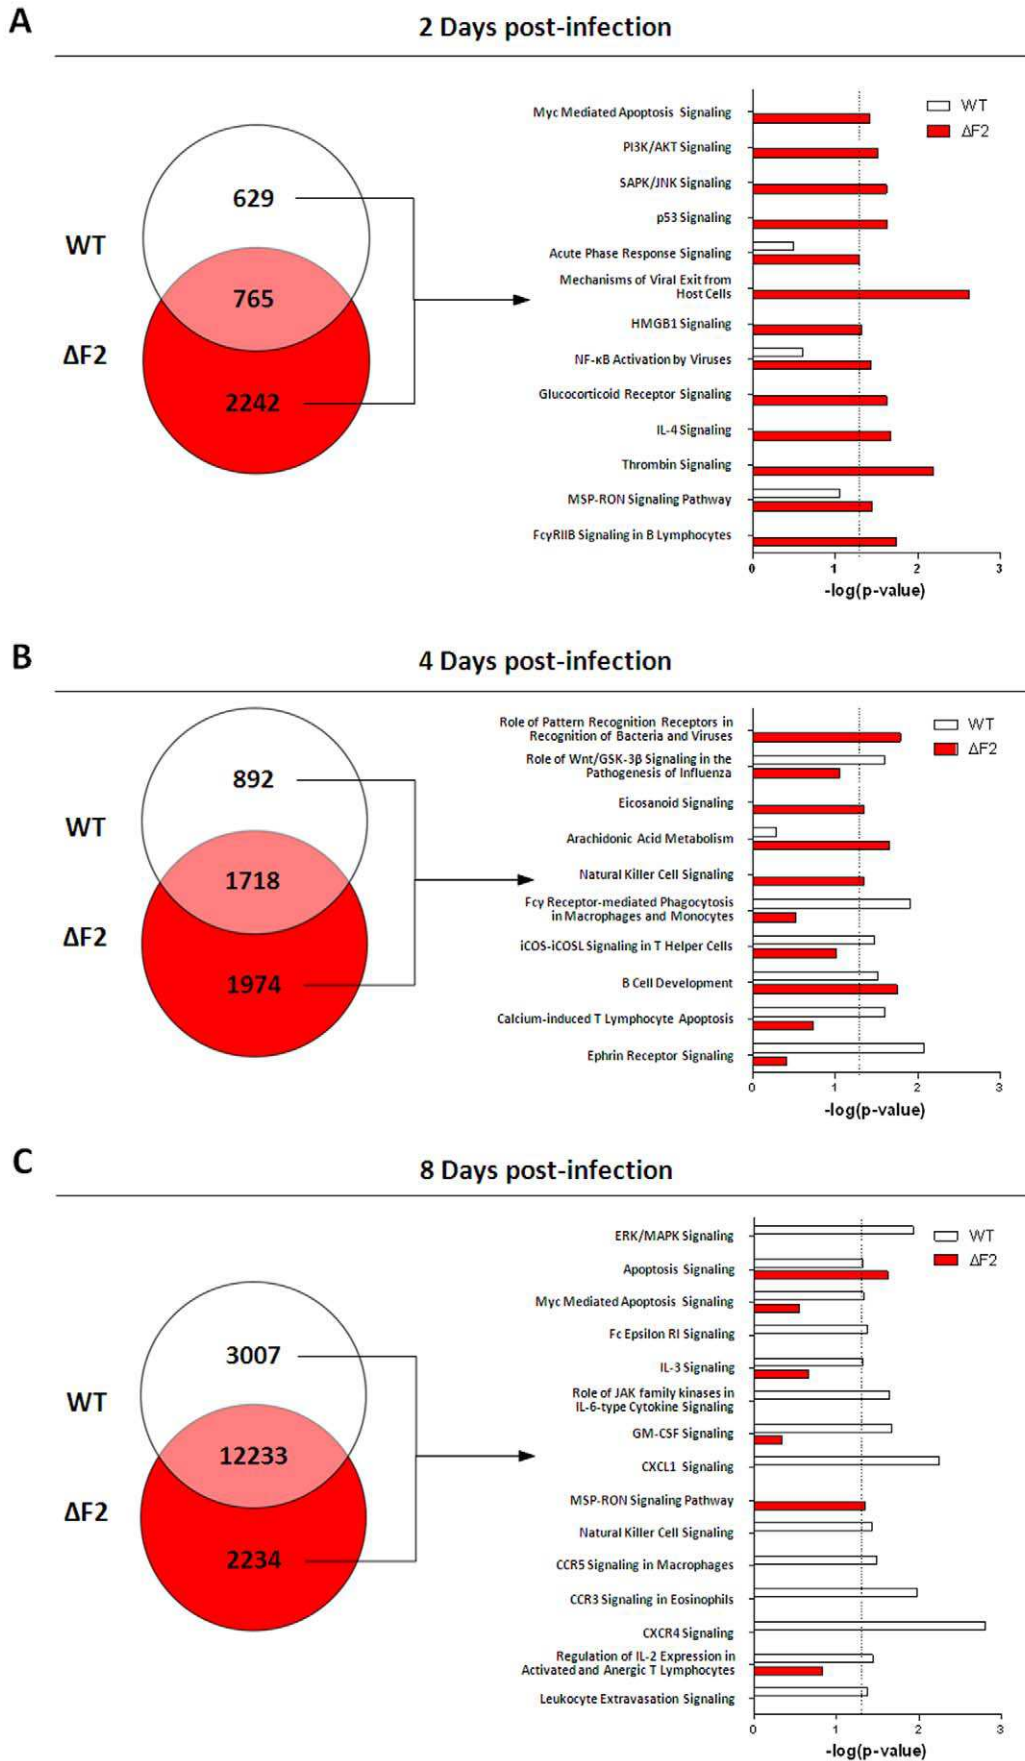 A
2 Days post-infection
629
WT
765
ΔF2
2242
WT
ΔF2
Myc Mediated Apoptosis Signaling
PI3K/AKT Signaling
SAPK/JNK Signaling
p53 Signaling
Acute Phase Response Signaling
Mechanisms of Viral Exit from
Host Cells
HMGB1 Signaling
NF-κB Activation by Viruses
Glucocorticoid Receptor Signaling
IL-4 Signaling
Thrombin Signaling
MSP-RON Signaling Pathway
FcγRIIB Signaling in B Lymphocytes
0 1 2 3
-log(p-value)
B
4 Days post-infection
892
WT
1718
ΔF2
1974
WT
ΔF2
Role of Pattern Recognition Receptors in
Recognition of Bacteria and Viruses
Role of Wnt/GSK-3β Signaling in the
Pathogenesis of Influenza
Eicosanoid Signaling
Arachidonic Acid Metabolism
Natural Killer Cell Signaling
Fcγ Receptor-mediated Phagocytosis
in Macrophages and Monocytes
iCOS-iCOSL Signaling in T Helper Cells
B Cell Development
Calcium-induced T Lymphocyte Apoptosis
Ephrin Receptor Signaling
0 1 2 3
-log(p-value)
C
8 Days post-infection
3007
WT
12233
ΔF2
2234
WT
ΔF2
ERK/MAPK Signaling
Apoptosis Signaling
Myc Mediated Apoptosis Signaling
Fc Epsilon RI Signaling
IL-3 Signaling
Role of JAK family kinases in
IL-6-type Cytokine Signaling
GM-CSF Signaling
CXCL1 Signaling
MSP-RON Signaling Pathway
Natural Killer Cell Signaling
CCR5 Signaling in Macrophages
CCR3 Signaling in Eosinophils
CXCR4 Signaling
Regulation of IL-2 Expression in
Activated and Anergic T Lymphocytes
Leukocyte Extravasation Signaling
0 1 2 3
-log(p-value)